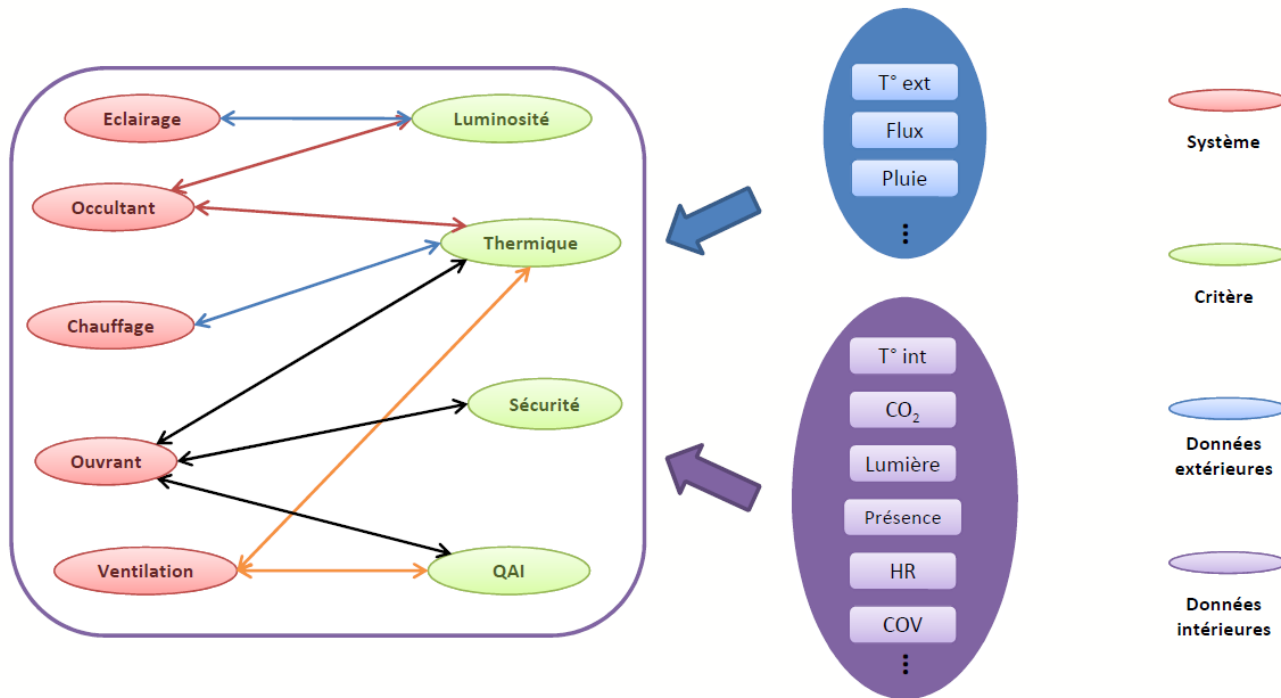 Eclairage
Luminosité
Occultant
Thermique
Chauffage
Sécurité
Ouvrant
Ventilation
QAI
T° ext
Flux
Pluie
T° int
CO₂
Lumière
Présence
HR
COV
Système
Critère
Données
extérieures
Données
intérieures